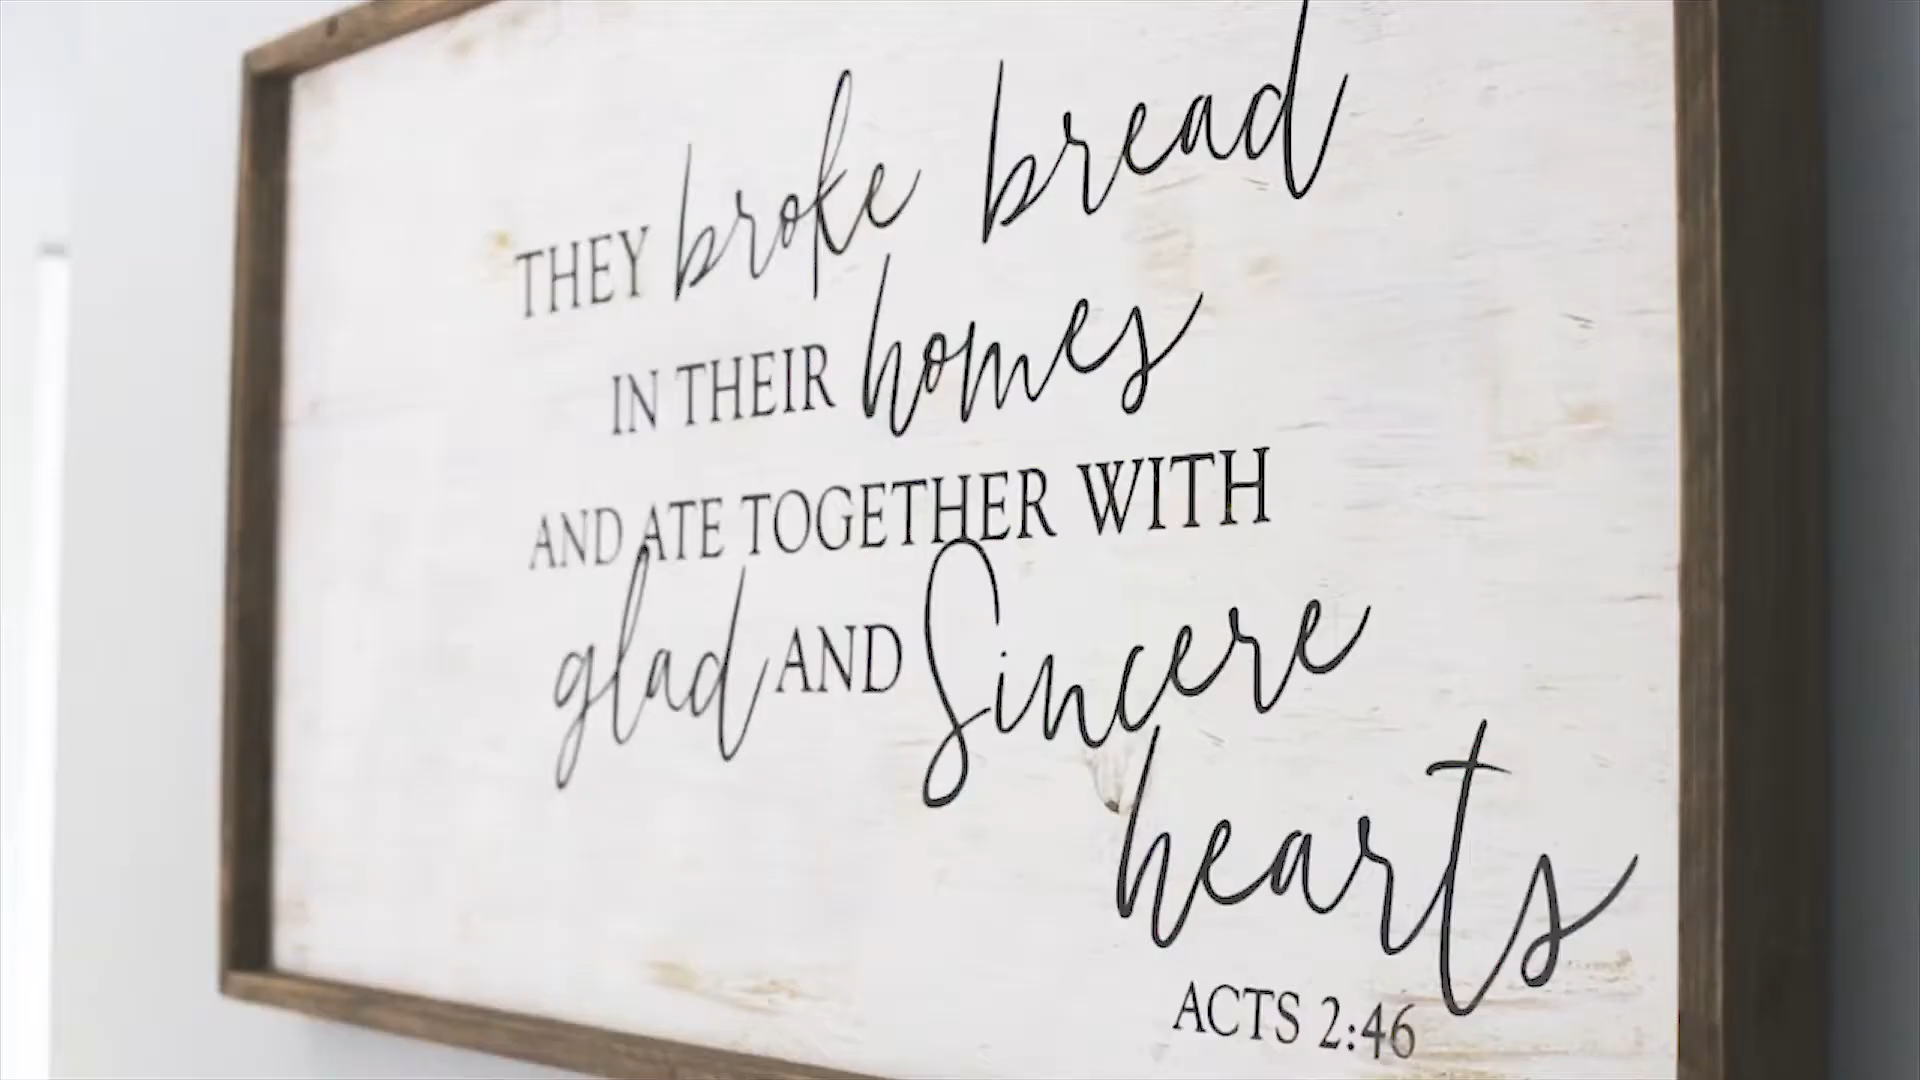 THEY broke bread
IN THEIR homes
AND ATE TOGETHER WITH
glad AND Sincere
hearts
ACTS 2:46